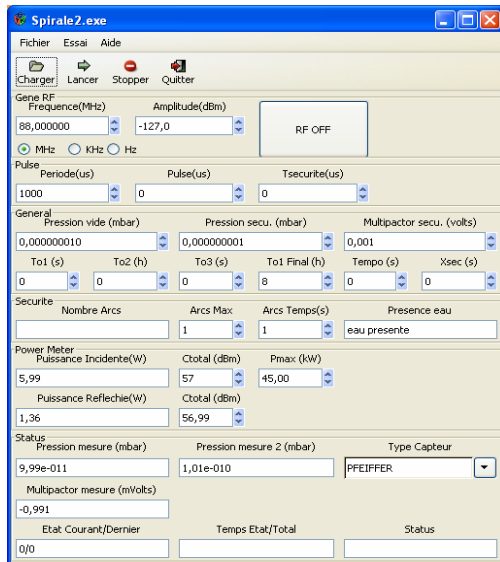 Spirale2.exe
Fichier Essai Aide
Charger Lancer Stopper Quitter
Gene RF
Frequence(MHz) Amplitude(dBm)
88,000000 -127,0 RF OFF
MHz KHz Hz
Pulse
Periode(us) Pulse(us) Tsecurite(us)
1000 0 0
General
Pression vide (mbar) Pression secu. (mbar) Multipactor secu. (volts)
0,000000010 0,000000001 0,001
To1 (s) To2 (h) To3 (s) To1 Final (h) Tempo (s) Xsec (s)
0 0 0 8 0 0
Securite
Nombre Arcs Arcs Max Arcs Temps(s) Presence eau
1 1 eau presente
Power Meter
Puissance Incidente(W) Ctotal (dBm) Pmax (kW)
5,99 57 45,00
Puissance Reflechie(W) Ctotal (dBm)
1,36 56,99
Status
Pression mesure (mbar) Pression mesure 2 (mbar) Type Capteur
9,99e-011 1,01e-010 PFEIFFER
Multipactor mesure (mVolts)
-0,991
Etat Courant/Dernier Temps Etat/Total Status
0/0